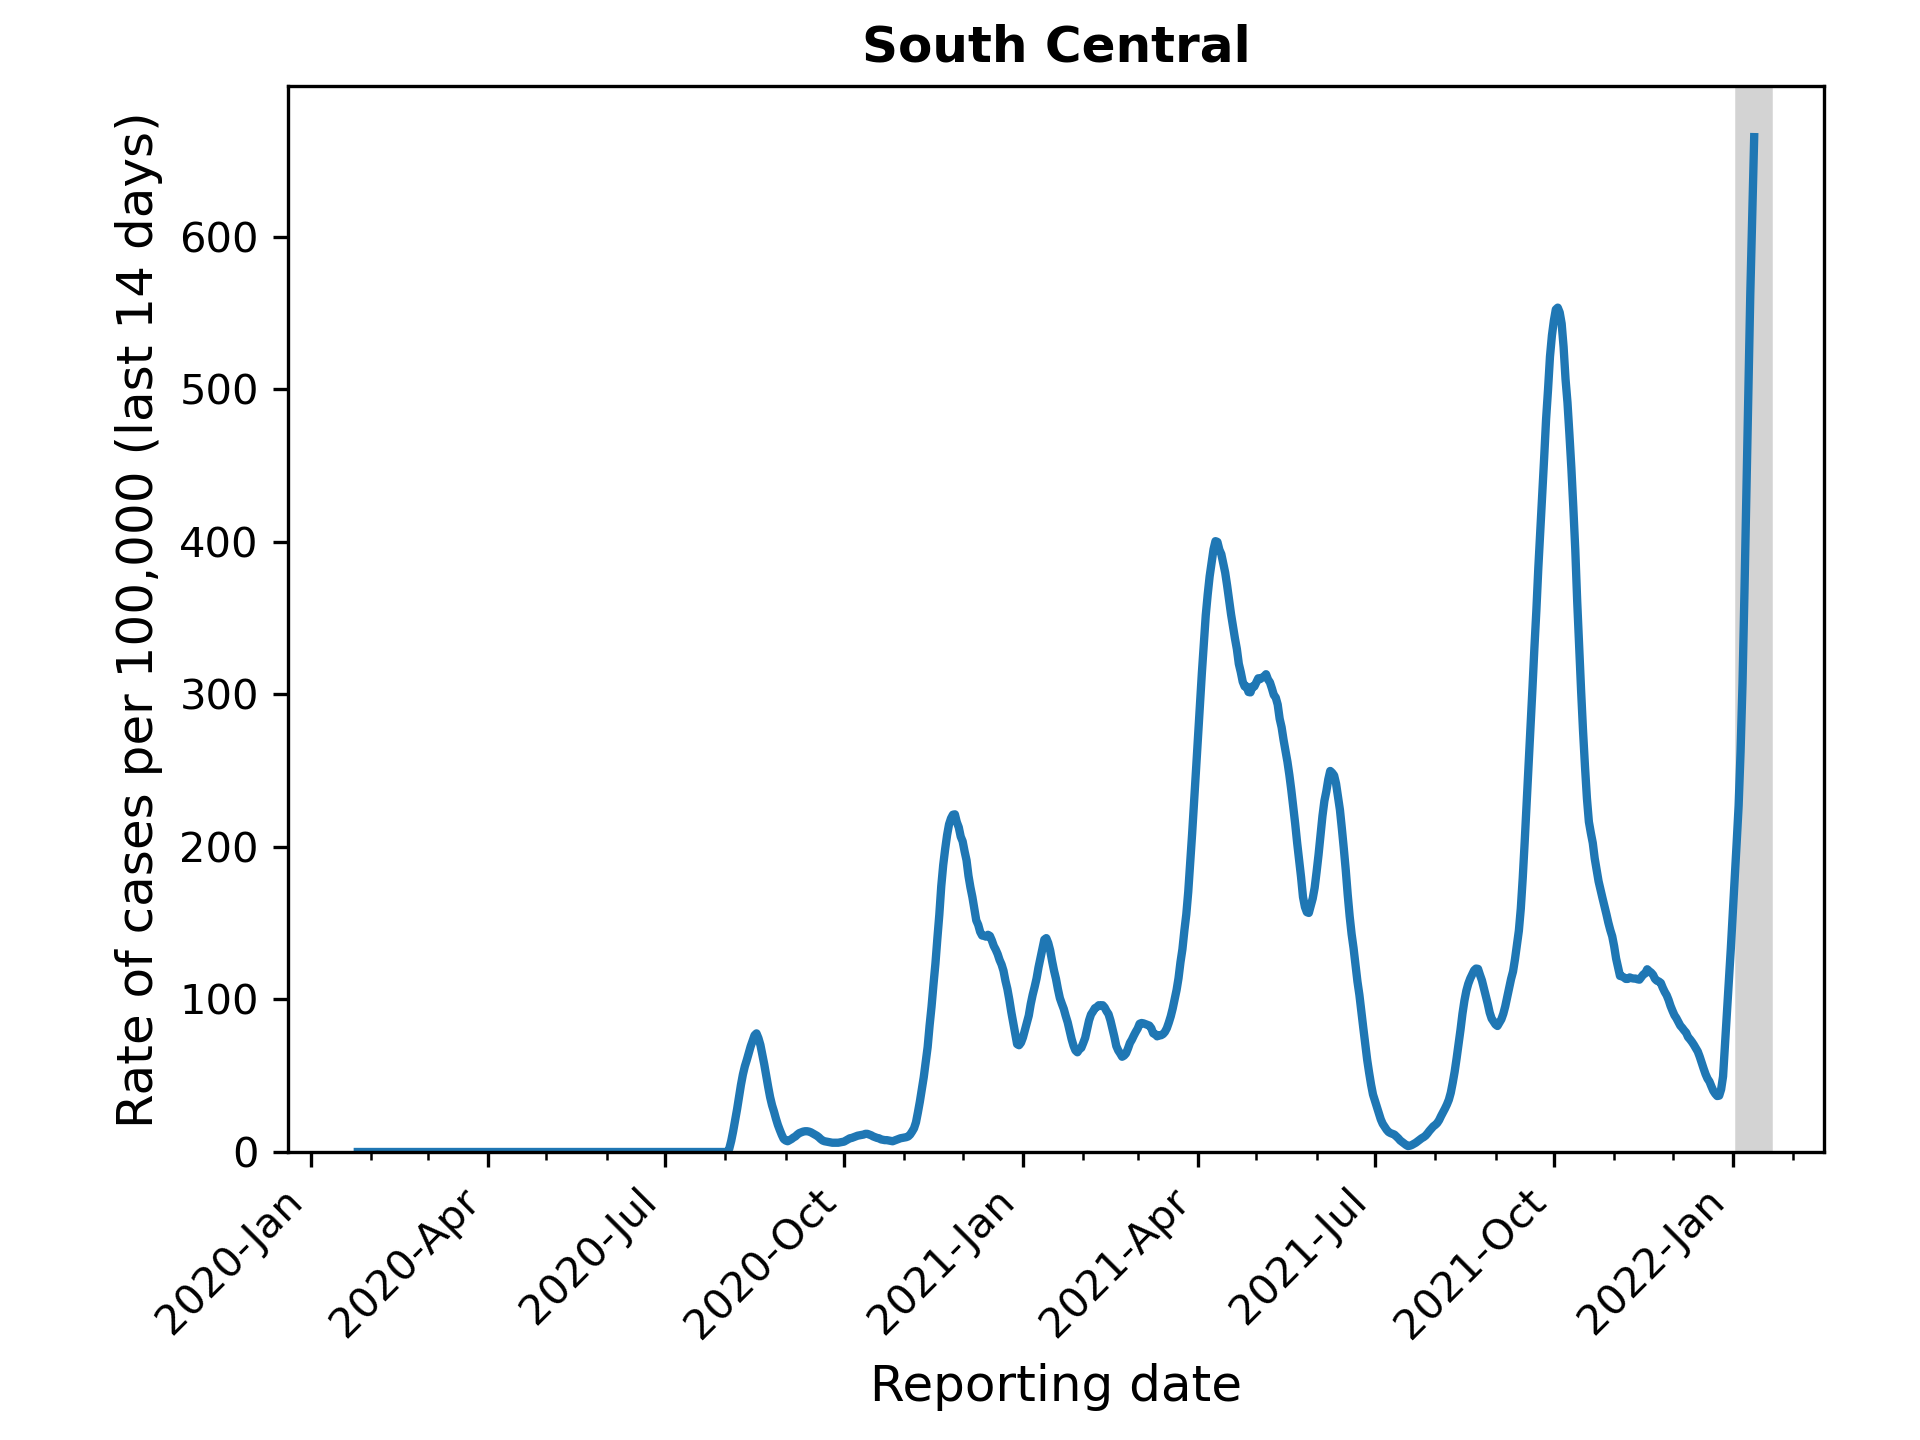 South Central
Rate of cases per 100,000 (last 14 days)
600
500
400
300
200
100
0
2020-Jan
2020-Apr
2020-Jul
2020-Oct
2021-Jan
2021-Apr
2021-Jul
2021-Oct
2022-Jan
Reporting date